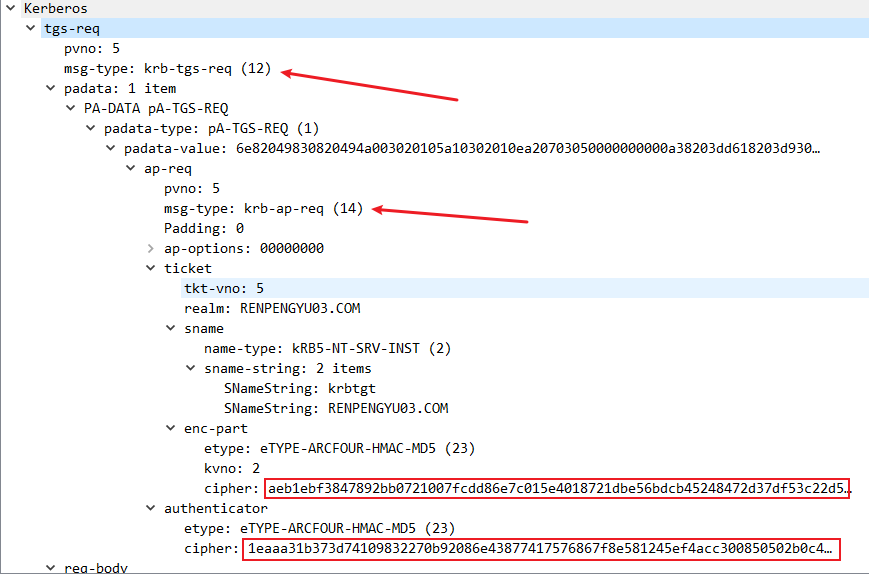 Kerberos
tgs-req
pvno: 5
msg-type: krb-tgs-req (12)
padata: 1 item
PA-DATA pA-TGS-REQ
padata-type: pA-TGS-REQ (1)
padata-value: 6e82049830820494a003020105a10302010ea20703050000000000a38203dd618203d930…
ap-req
pvno: 5
msg-type: krb-ap-req (14)
Padding: 0
ap-options: 00000000
ticket
tkt-vno: 5
realm: RENPENGYU03.COM
sname
name-type: kRB5-NT-SRV-INST (2)
sname-string: 2 items
SNameString: krbtgt
SNameString: RENPENGYU03.COM
enc-part
etype: eTYPE-ARCFOUR-HMAC-MD5 (23)
kvno: 2
cipher: aeb1ebf3847892bb0721007fcdd86e7c015e4018721dbe56bdcb45248472d37df53c22d5…
authenticator
etype: eTYPE-ARCFOUR-HMAC-MD5 (23)
cipher: 1eaaa31b373d74109832270b92086e43877417576867f8e581245ef4acc300850502b0c4…
req-body